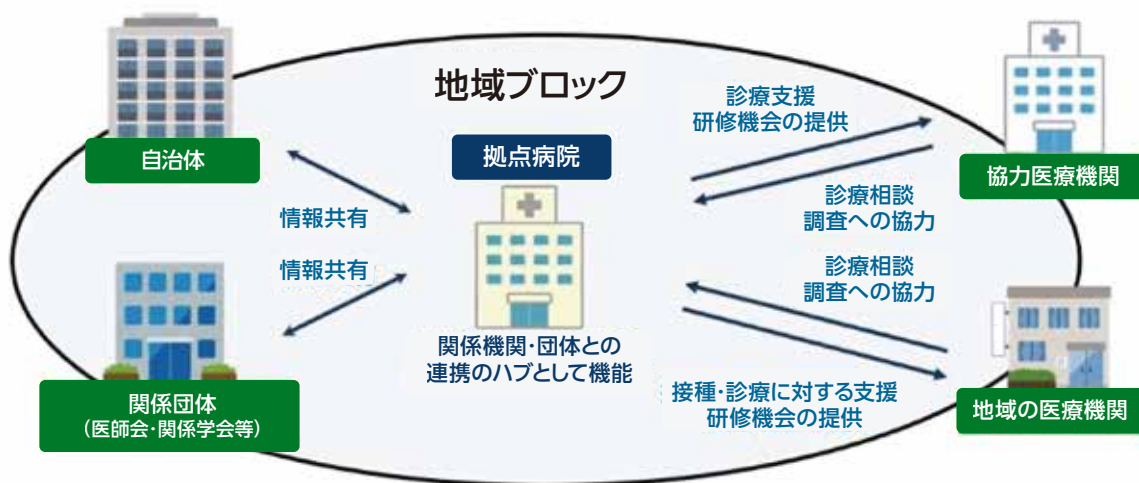 地域ブロック
自治体
拠点病院
診療支援
研修機会の提供
協力医療機関
情報共有
診療相談
調査への協力
情報共有
診療相談
調査への協力
関係機関・団体との
連携のハブとして機能
接種・診療に対する支援
研修機会の提供
関係団体
(医師会・関係学会等)
地域の医療機関